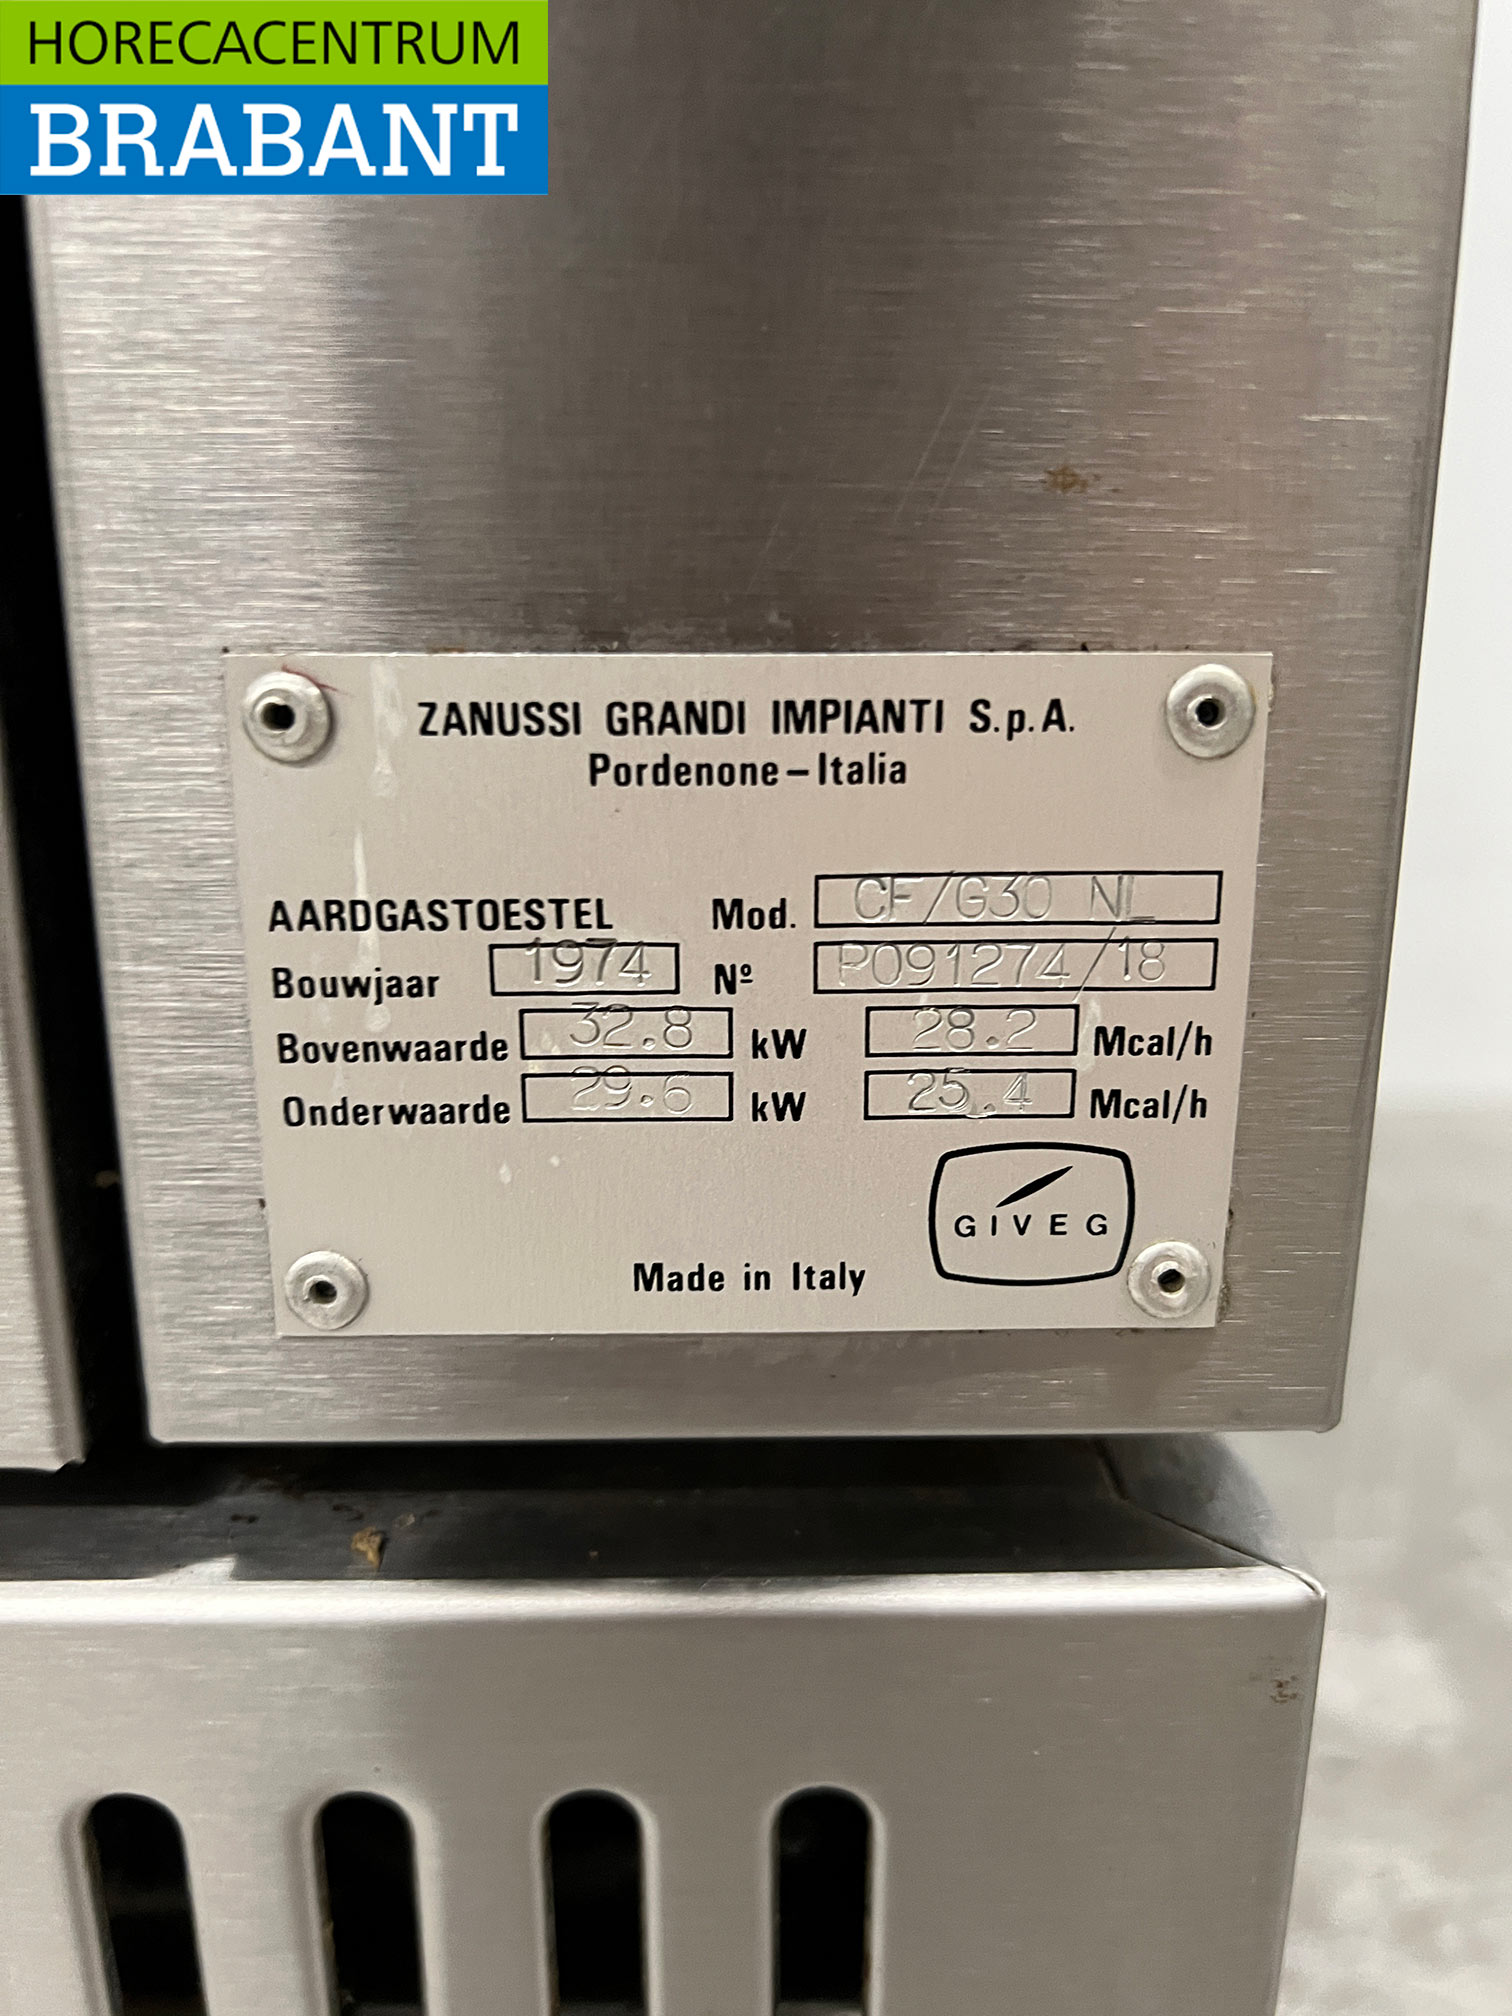 HORECACENTRUM
BRABANT
ZANUSSI GRANDI IMPIANTI S.p.A.
Pordenone – Italia
AARDGASTOESTEL Mod. CF/G30 NL
Bouwjaar 1974 Nº P091274/18
Bovenwaarde 32.8 kW 28.2 Mcal/h
Onderwaarde 29.6 kW 25.4 Mcal/h
GIVEG
Made in Italy